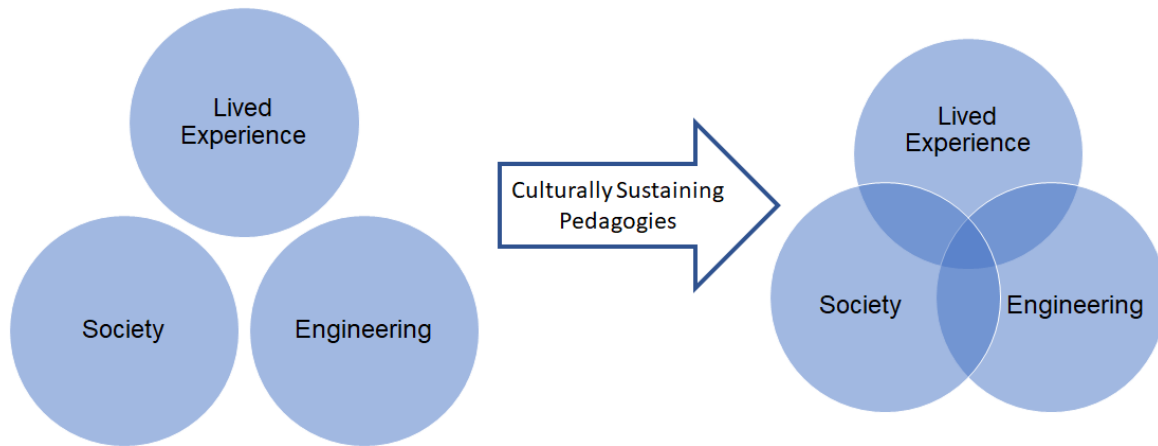 Lived
Experience
Society
Engineering
Culturally Sustaining
Pedagogies
Lived
Experience
Society
Engineering